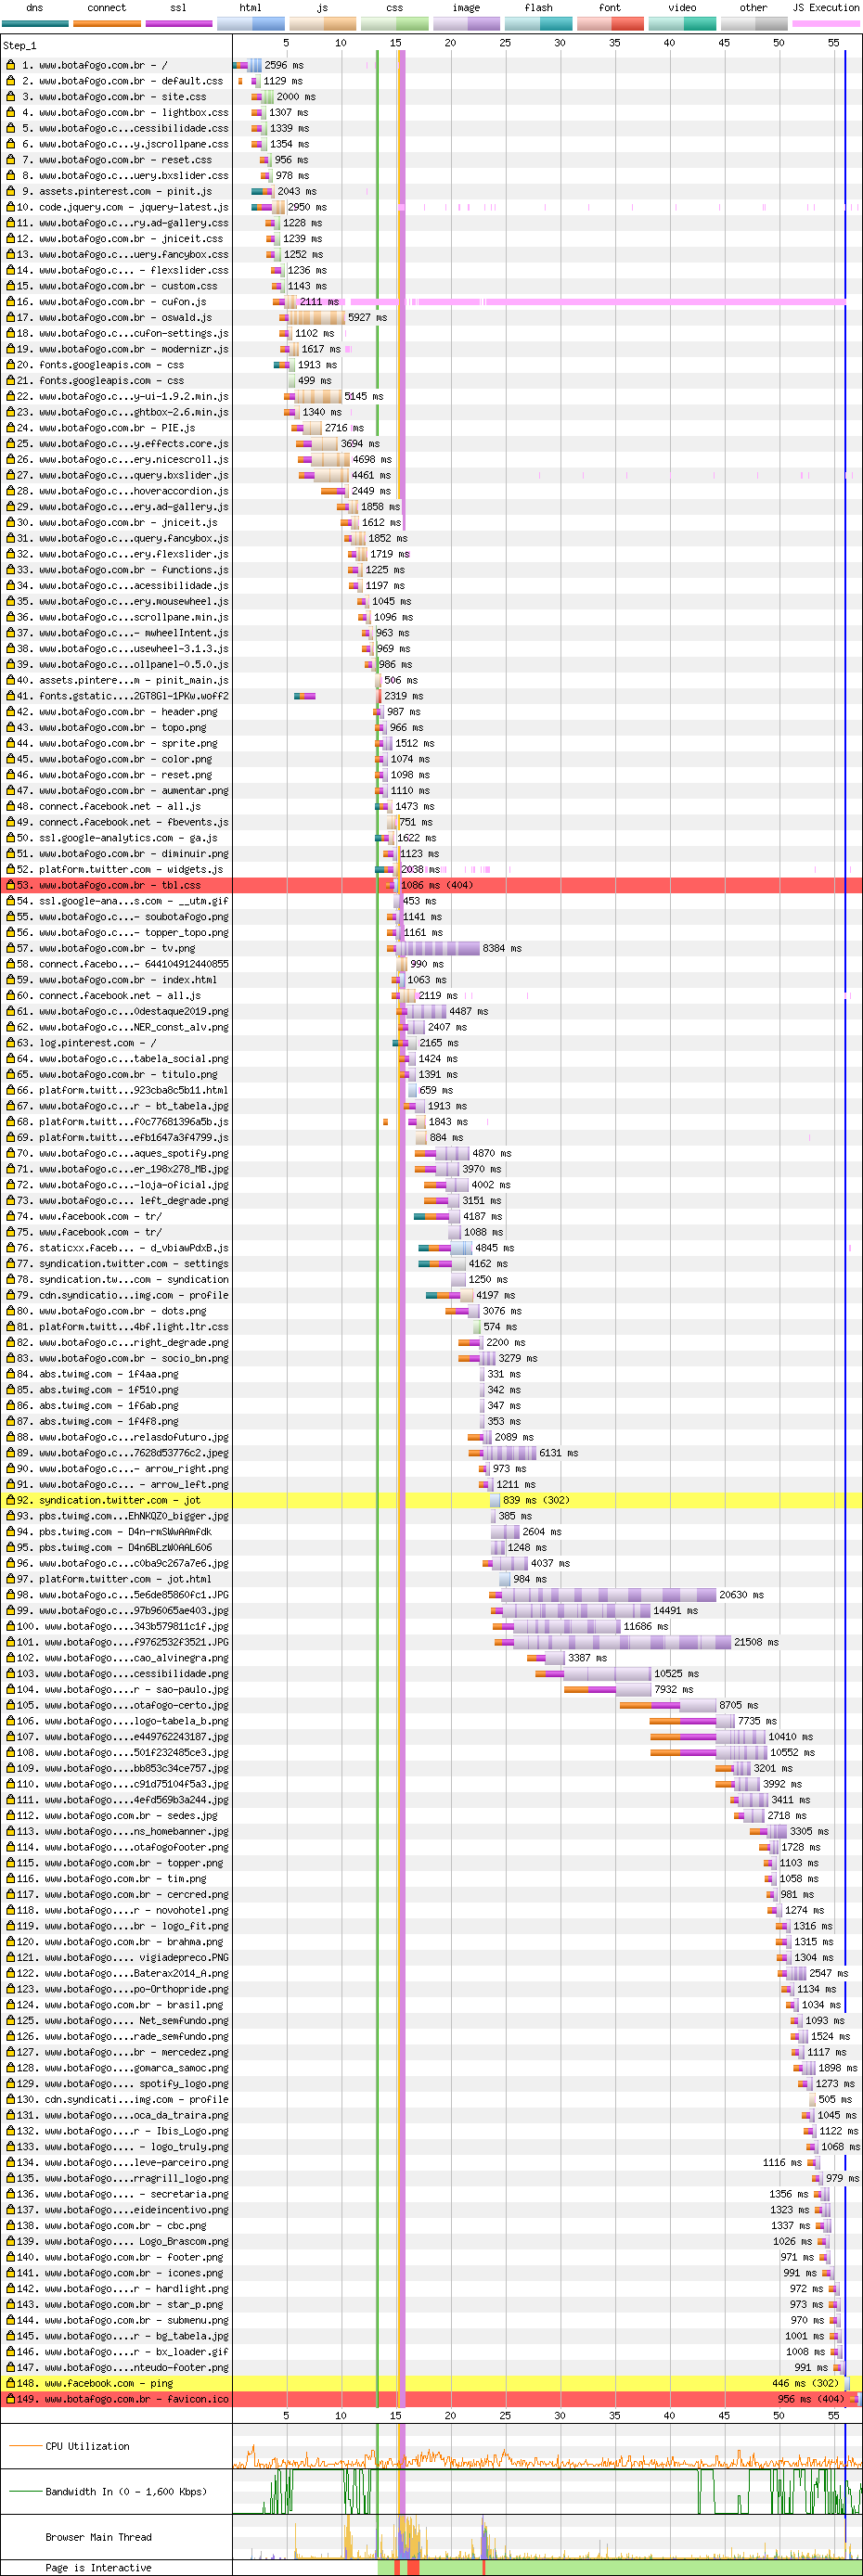 dns connect ssl html js css image flash font video other JS Execution
Step_1 5 10 15 20 25 30 35 40 45 50 55
1. www.botafogo.com.br - / 2596 ms
2. www.botafogo.com.br - default.css 1129 ms
3. www.botafogo.com.br - site.css 2000 ms
4. www.botafogo.com.br - lightbox.css 1307 ms
5. www.botafogo.c...cessibilidade.css 1339 ms
6. www.botafogo.c...y.jscrollpane.css 1354 ms
7. www.botafogo.com.br - reset.css 956 ms
8. www.botafogo.c...uery.bxslider.css 978 ms
9. assets.pinterest.com - pinit.js 2043 ms
10. code.jquery.com - jquery-latest.js 2950 ms
11. www.botafogo.c...ry.ad-gallery.css 1228 ms
12. www.botafogo.com.br - jniceit.css 1239 ms
13. www.botafogo.c...uery.fancybox.css 1252 ms
14. www.botafogo.c... - flexslider.css 1236 ms
15. www.botafogo.com.br - custom.css 1143 ms
16. www.botafogo.com.br - cufon.js 2111 ms
17. www.botafogo.com.br - oswald.js 5927 ms
18. www.botafogo.c...cufon-settings.js 1102 ms
19. www.botafogo.com.br - modernizr.js 1617 ms
20. fonts.googleapis.com - css 1913 ms
21. fonts.googleapis.com - css 499 ms
22. www.botafogo.c...y-ui-1.9.2.min.js 5145 ms
23. www.botafogo.c...ghtbox-2.6.min.js 1340 ms
24. www.botafogo.com.br - PIE.js 2716 ms
25. www.botafogo.c...y.effects.core.js 3694 ms
26. www.botafogo.c...ery.nicescroll.js 4698 ms
27. www.botafogo.c...query.bxslider.js 4461 ms
28. www.botafogo.c...hoveraccordion.js 2449 ms
29. www.botafogo.c...ery.ad-gallery.js 1858 ms
30. www.botafogo.com.br - jniceit.js 1612 ms
31. www.botafogo.c...query.fancybox.js 1852 ms
32. www.botafogo.c...ery.flexslider.js 1719 ms
33. www.botafogo.com.br - functions.js 1225 ms
34. www.botafogo.c...acessibilidade.js 1197 ms
35. www.botafogo.c...ery.mousewheel.js 1045 ms
36. www.botafogo.c...scrollpane.min.js 1096 ms
37. www.botafogo.c...- mwheelIntent.js 963 ms
38. www.botafogo.c...usewheel-3.1.3.js 969 ms
39. www.botafogo.c...ollpanel-0.5.0.js 986 ms
40. assets.pintere...m - pinit_main.js 506 ms
41. fonts.gstatic....2GT8Gl-1PKw.woff2 2319 ms
42. www.botafogo.com.br - header.png 987 ms
43. www.botafogo.com.br - topo.png 966 ms
44. www.botafogo.com.br - sprite.png 1512 ms
45. www.botafogo.com.br - color.png 1074 ms
46. www.botafogo.com.br - reset.png 1098 ms
47. www.botafogo.com.br - aumentar.png 1110 ms
48. connect.facebook.net - all.js 1473 ms
49. connect.facebook.net - fbevents.js 751 ms
50. ssl.google-analytics.com - ga.js 1622 ms
51. www.botafogo.com.br - diminuir.png 1123 ms
52. platform.twitter.com - widgets.js 2038 ms
53. www.botafogo.com.br - tbl.css 1086 ms (404)
54. ssl.google-ana...s.com - __utm.gif 453 ms
55. www.botafogo.c...- soubotafogo.png 1141 ms
56. www.botafogo.c...- topper_topo.png 1161 ms
57. www.botafogo.com.br - tv.png 8384 ms
58. connect.facebo...- 644104912440855 990 ms
59. www.botafogo.com.br - index.html 1063 ms
60. connect.facebook.net - all.js 2119 ms
61. www.botafogo.c...0destaque2019.png 4487 ms
62. www.botafogo.c...NER_const_alv.png 2407 ms
63. log.pinterest.com - / 2165 ms
64. www.botafogo.c...tabela_social.png 1424 ms
65. www.botafogo.com.br - titulo.png 1391 ms
66. platform.twitt...923cba8c5b11.html 659 ms
67. www.botafogo.c...r - bt_tabela.jpg 1913 ms
68. platform.twitt...f0c77681396a5b.js 1843 ms
69. platform.twitt...efb1647a3f4799.js 884 ms
70. www.botafogo.c...aques_spotify.png 4870 ms
71. www.botafogo.c...er_198x278_MB.jpg 3970 ms
72. www.botafogo.c...-loja-oficial.jpg 4002 ms
73. www.botafogo.c... left_degrade.png 3151 ms
74. www.facebook.com - tr/ 4187 ms
75. www.facebook.com - tr/ 1088 ms
76. staticxx.faceb... - d_vbiawPdxB.js 4845 ms
77. syndication.twitter.com - settings 4162 ms
78. syndication.tw...com - syndication 1250 ms
79. cdn.syndicatio...img.com - profile 4197 ms
80. www.botafogo.com.br - dots.png 3076 ms
81. platform.twitt...4bf.light.ltr.css 574 ms
82. www.botafogo.c...right_degrade.png 2200 ms
83. www.botafogo.com.br - socio_bn.png 3279 ms
84. abs.twimg.com - 1f4aa.png 331 ms
85. abs.twimg.com - 1f510.png 342 ms
86. abs.twimg.com - 1f6ab.png 347 ms
87. abs.twimg.com - 1f4f8.png 353 ms
88. www.botafogo.c...relasdofuturo.jpg 2089 ms
89. www.botafogo.c...7628d53776c2.jpeg 6131 ms
90. www.botafogo.c...- arrow_right.png 973 ms
91. www.botafogo.c... - arrow_left.png 1211 ms
92. syndication.twitter.com - jot 839 ms (302)
93. pbs.twimg.com...EhNKQZ0_bigger.jpg 385 ms
94. pbs.twimg.com - D4n-rmSWwAAmfdk 2604 ms
95. pbs.twimg.com - D4n6BLzW0AAL606 1248 ms
96. www.botafogo.c...c0ba9c267a7e6.jpg 4037 ms
97. platform.twitter.com - jot.html 984 ms
98. www.botafogo.c...5e6de85860fc1.JPG 20630 ms
99. www.botafogo.c...97b96065ae403.jpg 14491 ms
100. www.botafogo....343b579811c1f.jpg 11686 ms
101. www.botafogo....f9762532f3521.JPG 21508 ms
102. www.botafogo....cao_alvinegra.png 3387 ms
103. www.botafogo....cessibilidade.png 10525 ms
104. www.botafogo....r - sao-paulo.jpg 7932 ms
105. www.botafogo....otafogo-certo.jpg 8705 ms
106. www.botafogo....logo-tabela_b.png 7735 ms
107. www.botafogo....e449762243187.jpg 10410 ms
108. www.botafogo....501f232485ce3.jpg 10552 ms
109. www.botafogo....bb853c34ce757.jpg 3201 ms
110. www.botafogo....c91d75104f5a3.jpg 3992 ms
111. www.botafogo....4efd569b3a244.jpg 3411 ms
112. www.botafogo.com.br - sedes.jpg 2718 ms
113. www.botafogo....ns_homebanner.jpg 3305 ms
114. www.botafogo....otafogofooter.png 1728 ms
115. www.botafogo.com.br - topper.png 1103 ms
116. www.botafogo.com.br - tim.png 1058 ms
117. www.botafogo.com.br - cercred.png 981 ms
118. www.botafogo....r - novohotel.png 1274 ms
119. www.botafogo....br - logo_fit.png 1316 ms
120. www.botafogo.com.br - brahma.png 1315 ms
121. www.botafogo.... vigiadepreco.PNG 1304 ms
122. www.botafogo....Baterax2014_A.png 2547 ms
123. www.botafogo....po-Orthopride.png 1134 ms
124. www.botafogo.com.br - brasil.png 1034 ms
125. www.botafogo.... Net_semfundo.png 1093 ms
126. www.botafogo....rade_semfundo.png 1524 ms
127. www.botafogo....br - mercedez.png 1117 ms
128. www.botafogo....gomarca_samoc.png 1898 ms
129. www.botafogo.... spotify_logo.png 1273 ms
130. cdn.syndicati...img.com - profile 505 ms
131. www.botafogo....oca_da_traira.png 1045 ms
132. www.botafogo....r - Ibis_Logo.png 1122 ms
133. www.botafogo.... - logo_truly.png 1068 ms
134. www.botafogo....leve-parceiro.png 1116 ms
135. www.botafogo....rragrill_logo.png 979 ms
136. www.botafogo.... - secretaria.png 1356 ms
137. www.botafogo....eideincentivo.png 1323 ms
138. www.botafogo.com.br - cbc.png 1337 ms
139. www.botafogo.... Logo_Brascom.png 1026 ms
140. www.botafogo.com.br - footer.png 971 ms
141. www.botafogo.com.br - icones.png 991 ms
142. www.botafogo....r - hardlight.png 972 ms
143. www.botafogo.com.br - star_p.png 973 ms
144. www.botafogo.com.br - submenu.png 970 ms
145. www.botafogo....r - bg_tabela.jpg 1001 ms
146. www.botafogo....r - bx_loader.gif 1008 ms
147. www.botafogo....nteudo-footer.png 991 ms
148. www.facebook.com - ping 446 ms (302)
149. www.botafogo.com.br - favicon.ico 956 ms (404)
5 10 15 20 25 30 35 40 45 50 55
CPU Utilization
Bandwidth In (0 - 1,600 Kbps)
Browser Main Thread
Page is Interactive